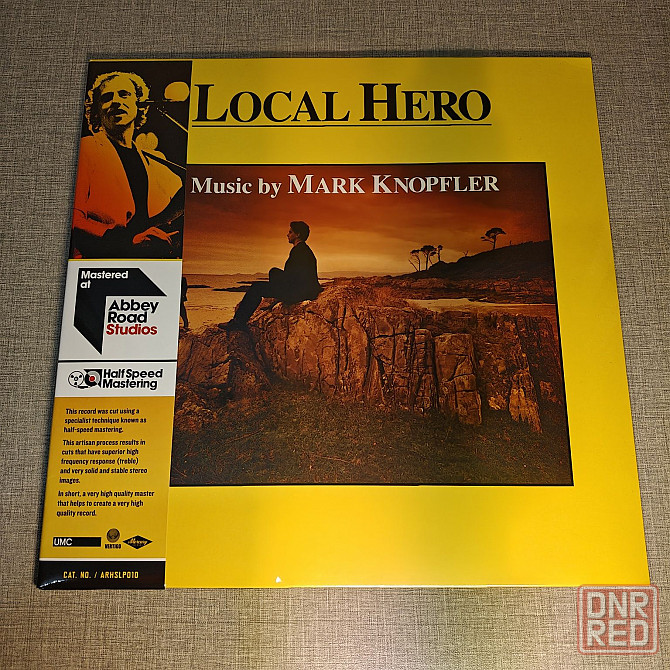 LOCAL HERO
Music by MARK KNOPFLER
Mastered
at
Abbey
Road
Studios
Half Speed
Mastering
This record was cut using a
specialist technique known as
half-speed mastering.
This artisan process results in
cuts that have superior high
frequency response (treble)
and very solid and stable stereo
images.
In short, a very high quality master
that helps to create a very high
quality record.
UMC
VERTIGO
Mercury
CAT. NO. / ARHSLP010
DNR
RED